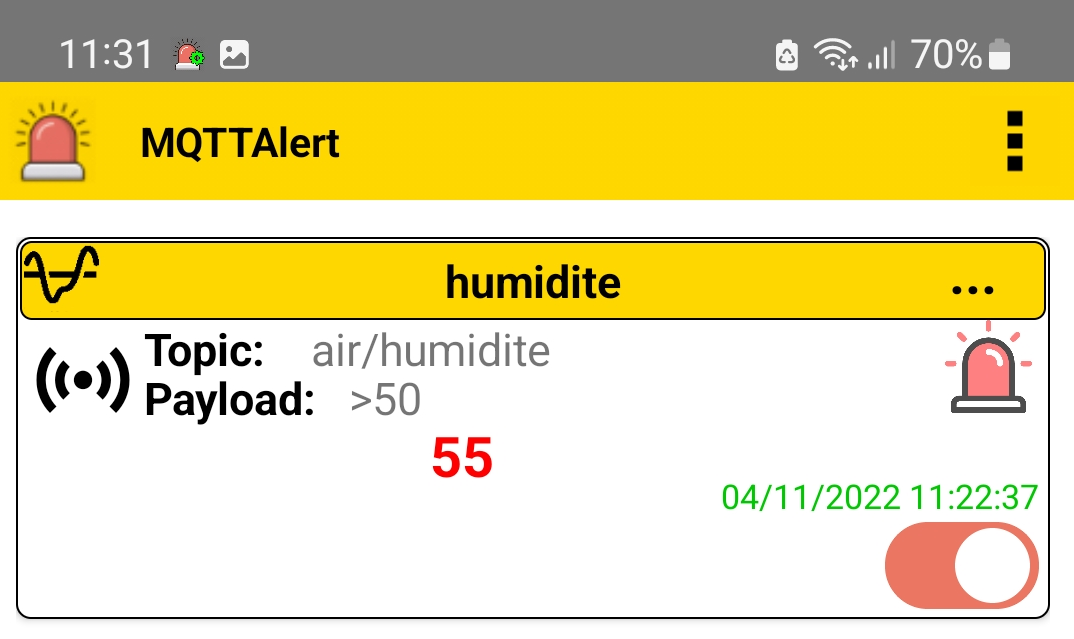 11:31 70%
MQTTAlert
humidite ...
Topic: air/humidite
Payload: >50
55
04/11/2022 11:22:37